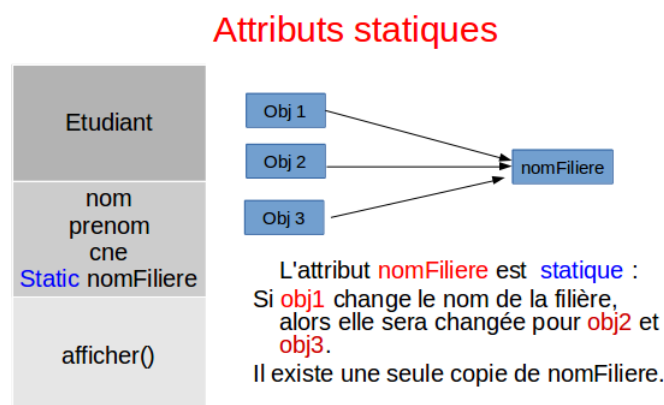 Attributs statiques
Etudiant
nom
prenom
cne
Static nomFiliere
afficher()
Obj 1
Obj 2
Obj 3
nomFiliere
L'attribut nomFiliere est statique :
Si obj1 change le nom de la filière,
alors elle sera changée pour obj2 et
obj3.
Il existe une seule copie de nomFiliere.